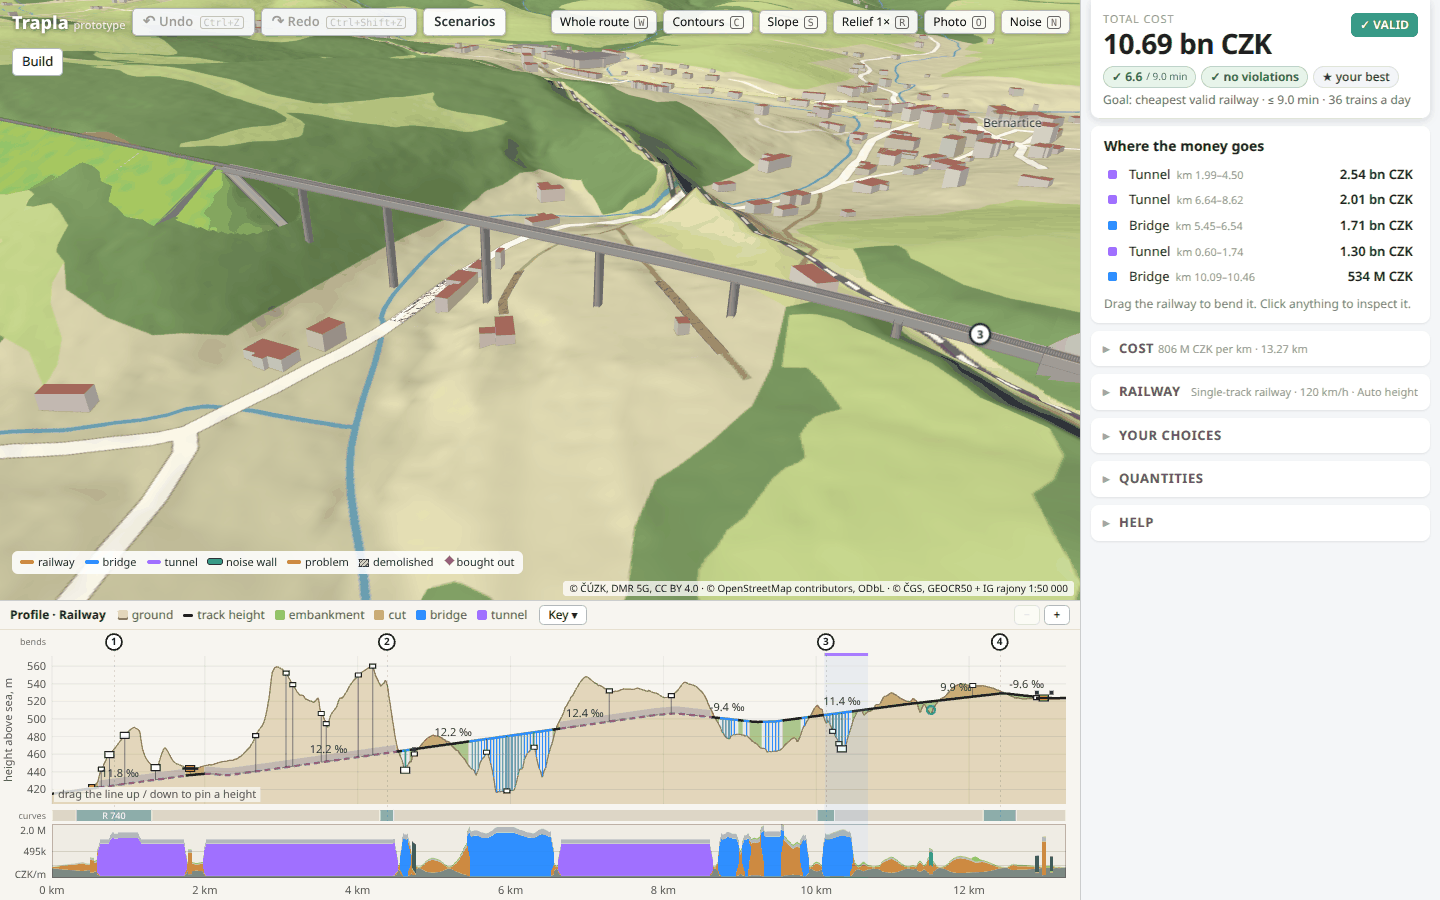 Trapla prototype
↶ Undo Ctrl+Z
↷ Redo Ctrl+Shift+Z
Scenarios
Whole route W
Contours C
Slope S
Relief 1× R
Photo O
Noise N
Build
Bernartice
3
railway bridge tunnel noise wall problem demolished bought out
© ČÚZK, DMR 5G, CC BY 4.0 · © OpenStreetMap contributors, ODbL · © ČGS, GEOCR50 + IG rajony 1:50 000
TOTAL COST
10.69 bn CZK
✓ VALID
✓ 6.6 / 9.0 min
✓ no violations
★ your best
Goal: cheapest valid railway · ≤ 9.0 min · 36 trains a day
Where the money goes
Tunnel km 1.99–4.50 2.54 bn CZK
Tunnel km 6.64–8.62 2.01 bn CZK
Bridge km 5.45–6.54 1.71 bn CZK
Tunnel km 0.60–1.74 1.30 bn CZK
Bridge km 10.09–10.46 534 M CZK
Drag the railway to bend it. Click anything to inspect it.
▸ COST 806 M CZK per km · 13.27 km
▸ RAILWAY Single-track railway · 120 km/h · Auto height
▸ YOUR CHOICES
▸ QUANTITIES
▸ HELP
Profile · Railway ground track height embankment cut bridge tunnel Key ▾ − +
bends 1 2 3 4
height above sea, m
560
540
520
500
480
460
440
420
11.8 ‰
12.2 ‰
12.2 ‰
12.4 ‰
-9.4 ‰
11.4 ‰
9.9 ‰
-9.6 ‰
drag the line up / down to pin a height
curves R 740
2.0 M
495k
CZK/m
0 km 2 km 4 km 6 km 8 km 10 km 12 km